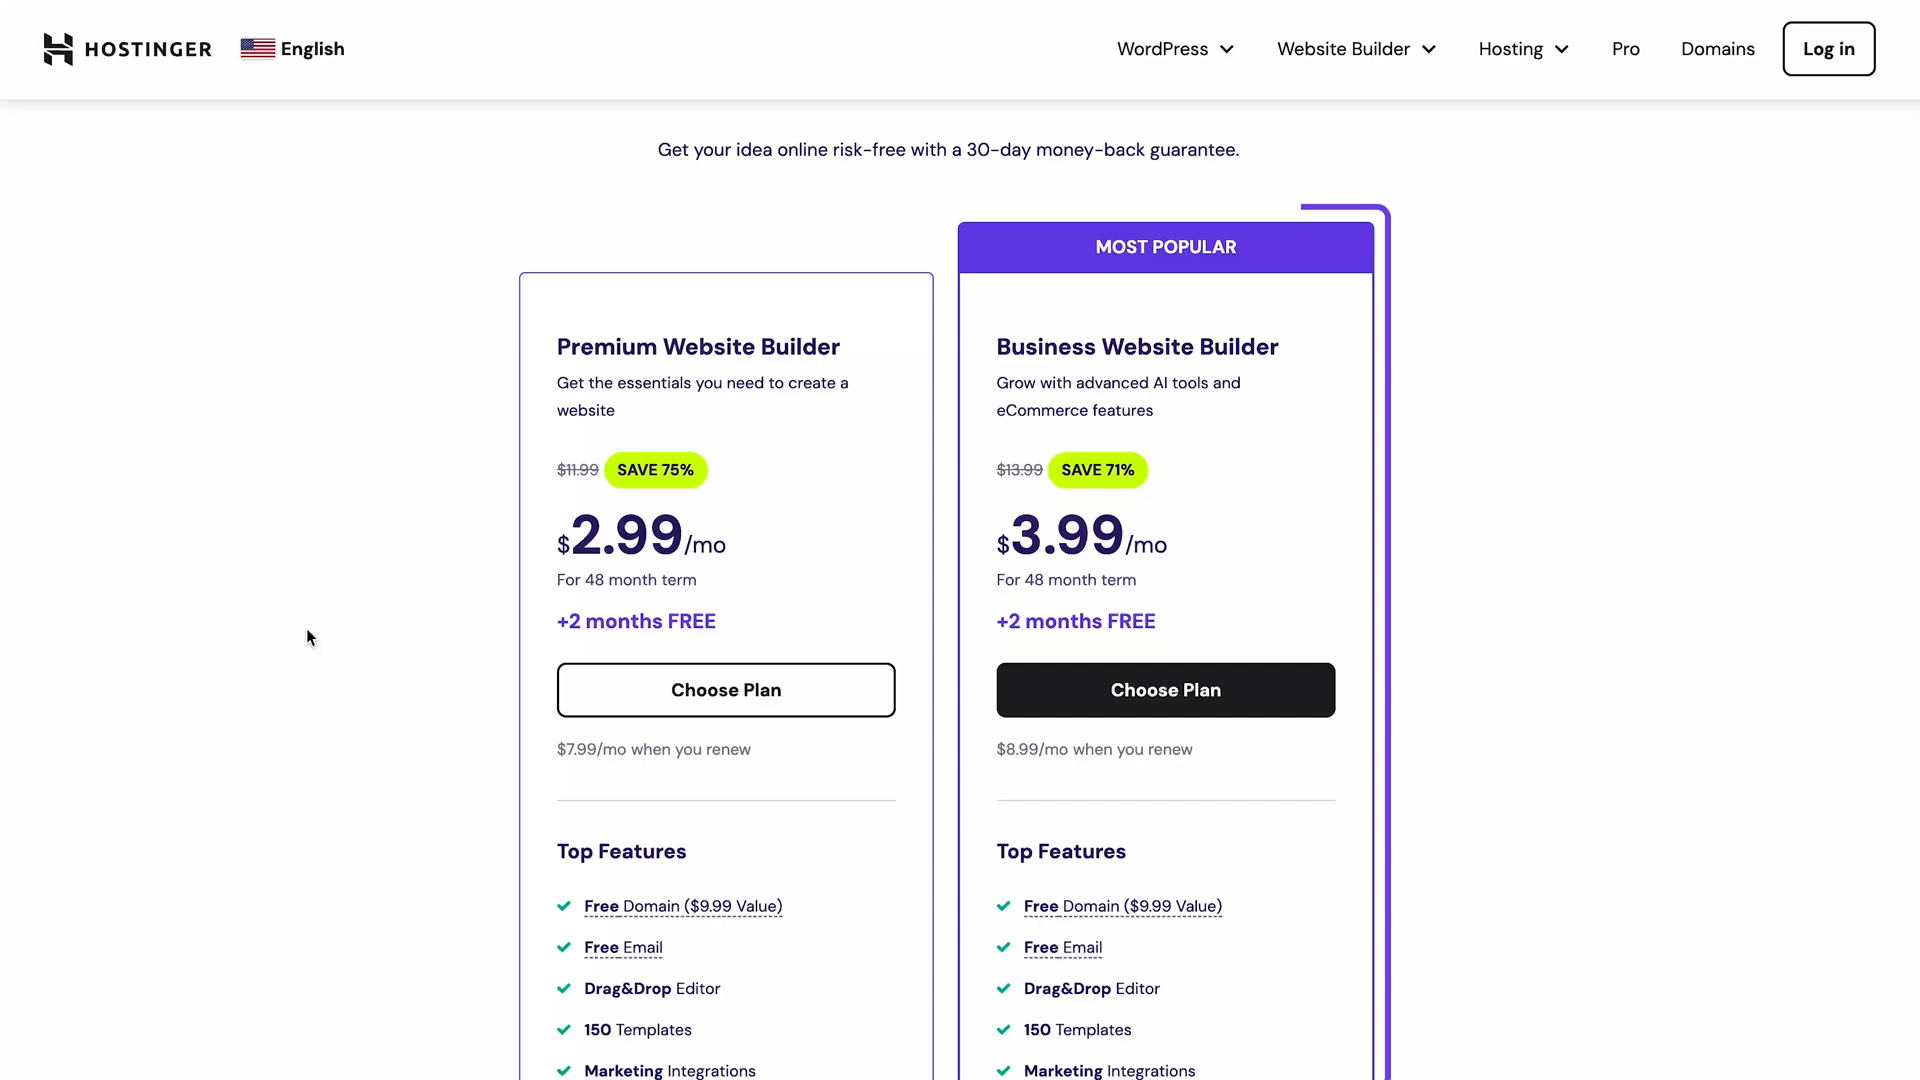 HOSTINGER
English
WordPress
Website Builder
Hosting
Pro
Domains
Log in
Get your idea online risk-free with a 30-day money-back guarantee.
Premium Website Builder
Get the essentials you need to create a
website
$11.99 SAVE 75%
$2.99/mo
For 48 month term
+2 months FREE
Choose Plan
$7.99/mo when you renew
Top Features
Free Domain ($9.99 Value)
Free Email
Drag&Drop Editor
150 Templates
Marketing Integrations
MOST POPULAR
Business Website Builder
Grow with advanced AI tools and
eCommerce features
$13.99 SAVE 71%
$3.99/mo
For 48 month term
+2 months FREE
Choose Plan
$8.99/mo when you renew
Top Features
Free Domain ($9.99 Value)
Free Email
Drag&Drop Editor
150 Templates
Marketing Integrations